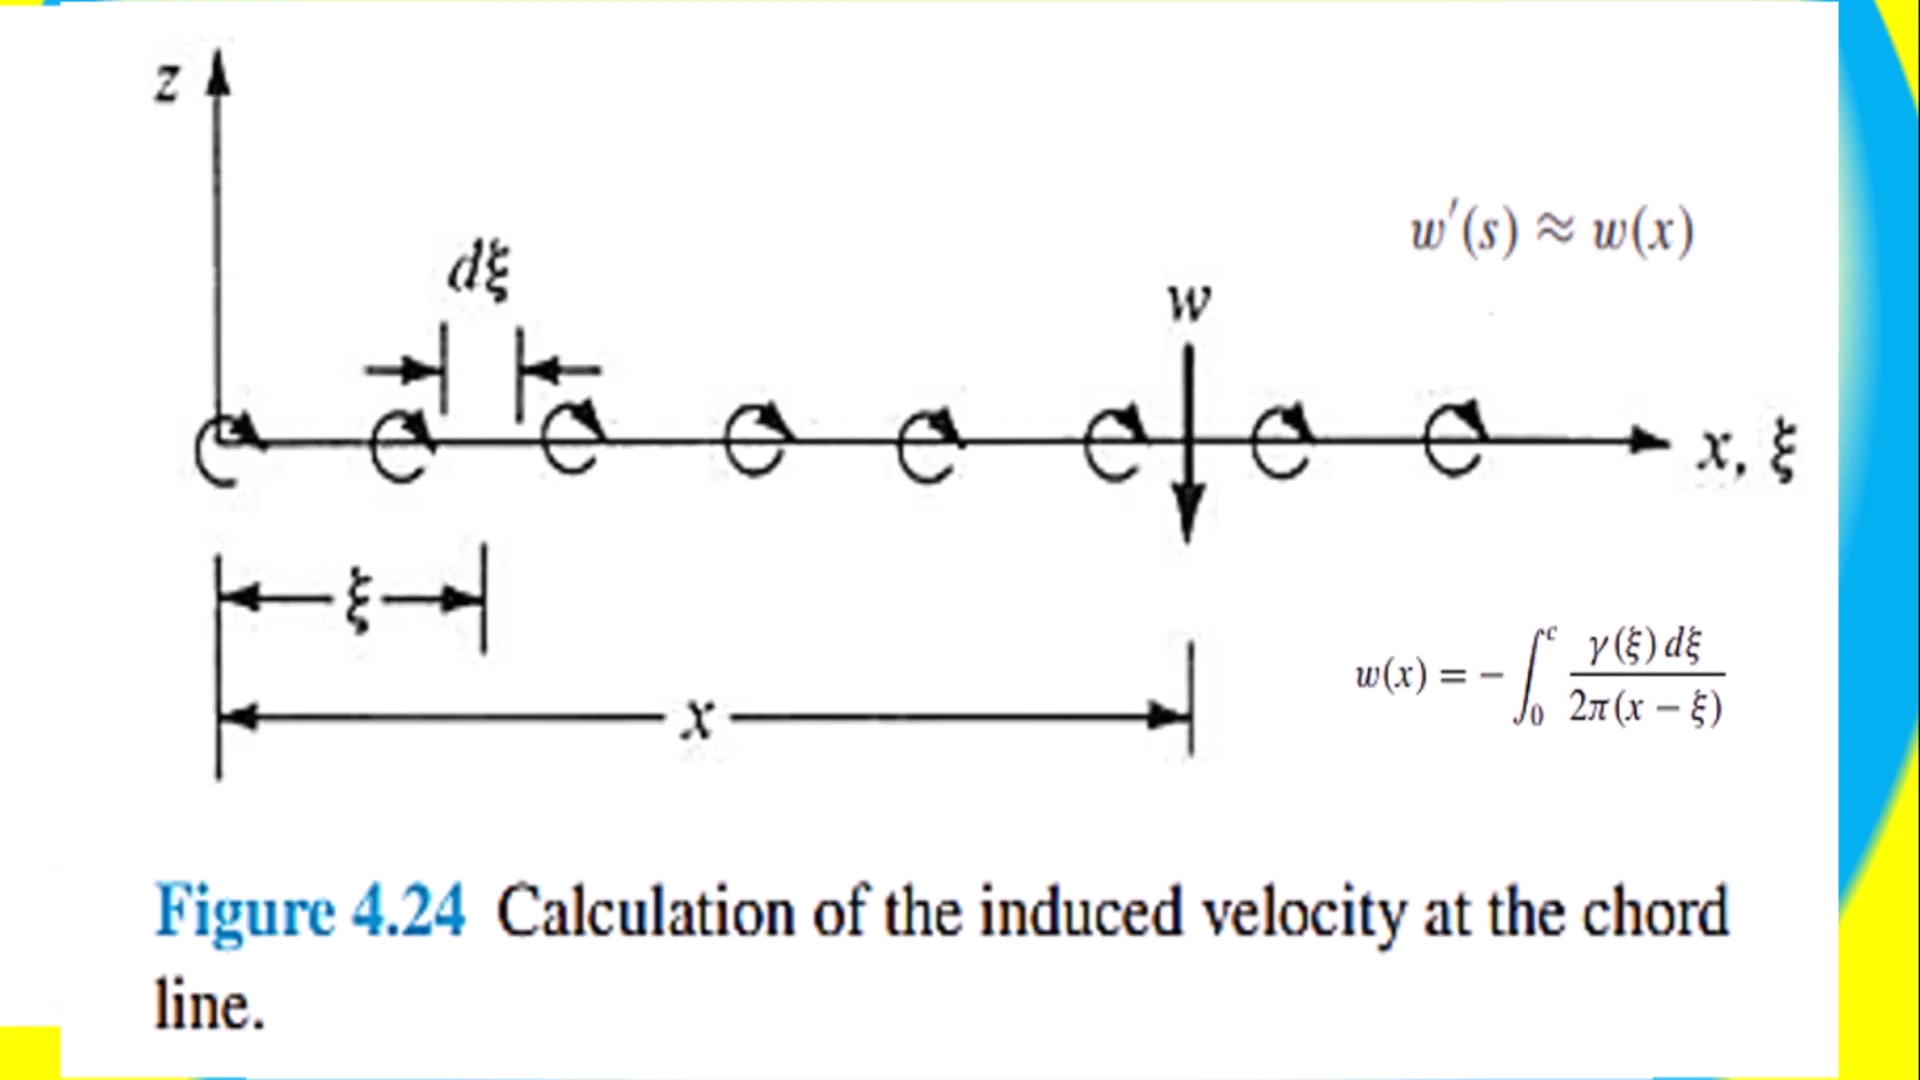 z
w′(s) ≈ w(x)
dξ
w
x, ξ
ξ
w(x) = − ∫₀ᶜ γ(ξ) dξ / 2π(x − ξ)
x
Figure 4.24 Calculation of the induced velocity at the chord
line.